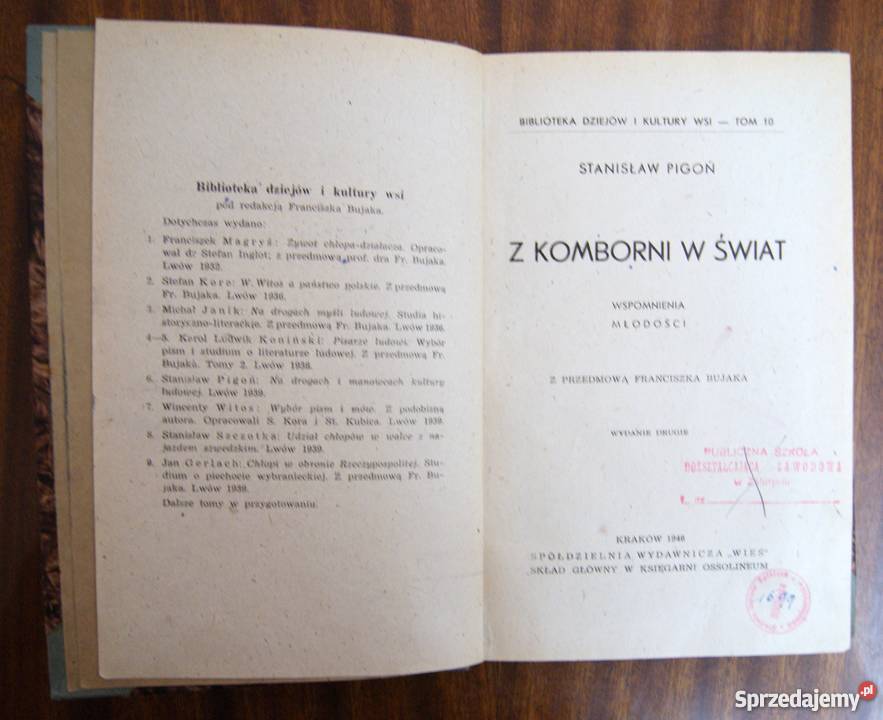 Biblioteka dziejów i kultury wsi
pod redakcją Franciszka Bujaka.
Dotychczas wydano:
1. Franciszek Magryś: Żywot chłopa-działacza. Opraco-
wał dr Stefan Inglot; z przedmową prof. dra Fr. Bujaka.
Lwów 1932.
2. Stefan Kora: W. Witos a państwo polskie. Z przedmową
Fr. Bujaka. Lwów 1936.
3. Michał Janik: Na drogach myśli ludowej. Studia hi-
storyczno-literackie. Z przedmową Fr. Bujaka. Lwów 1936.
4—5. Karol Ludwik Koniński: Pisarze ludowi. Wybór
pism i studium o literaturze ludowej. Z przedmową Fr.
Bujaka. Tomy 2. Lwów 1938.
6. Stanisław Pigoń: Na drogach i manowcach kultury
ludowej. Lwów 1939.
7. Wincenty Witos: Wybór pism i mów. Z podobizną
autora. Opracowali S. Kora i St. Kubica. Lwów 1939.
8. Stanisław Szczotka: Udział chłopów w walce z na-
jazdem szwedzkim. Lwów 1939.
9. Jan Gerlach: Chłopi w obronie Rzeczypospolitej. Stu-
dium o piechocie wybranieckiej. Z przedmową Fr. Bu-
jaka. Lwów 1939.
Dalsze tomy w przygotowaniu.
BIBLIOTEKA DZIEJÓW I KULTURY WSI — TOM 10
STANISŁAW PIGOŃ
Z KOMBORNI W ŚWIAT
WSPOMNIENIA
MŁODOŚCI
Z PRZEDMOWĄ FRANCISZKA BUJAKA
WYDANIE DRUGIE
PUBLICZNA SZKOŁA
DOKSZTAŁCAJĄCA ZAWODOWA
KRAKÓW 1946
SPÓŁDZIELNIA WYDAWNICZA „WIEŚ"
SKŁAD GŁÓWNY W KSIĘGARNI OSSOLINEUM
Sprzedajemy.pl